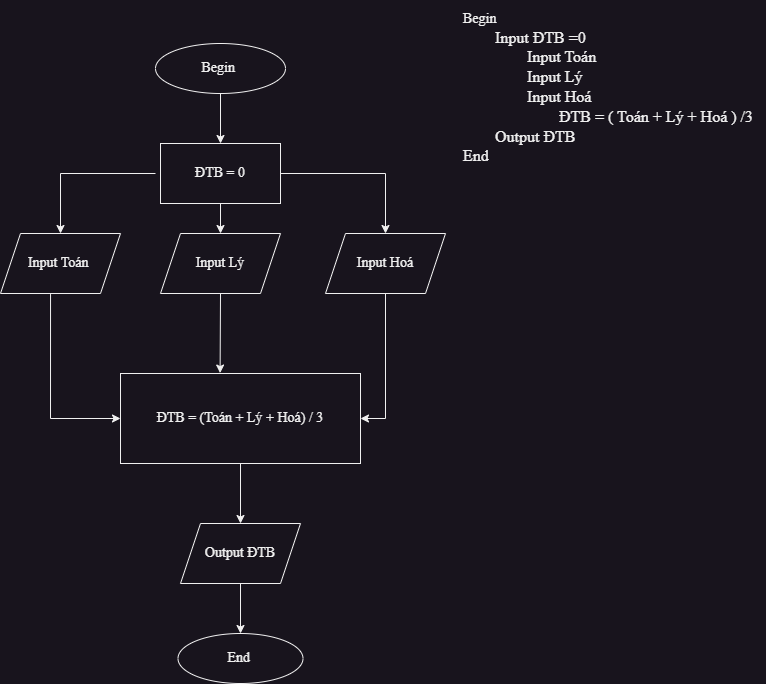 Begin
ĐTB = 0
Input Toán
Input Lý
Input Hoá
ĐTB = (Toán + Lý + Hoá) / 3
Output ĐTB
End
Begin
Input ĐTB =0
Input Toán
Input Lý
Input Hoá
ĐTB = ( Toán + Lý + Hoá ) /3
Output ĐTB
End